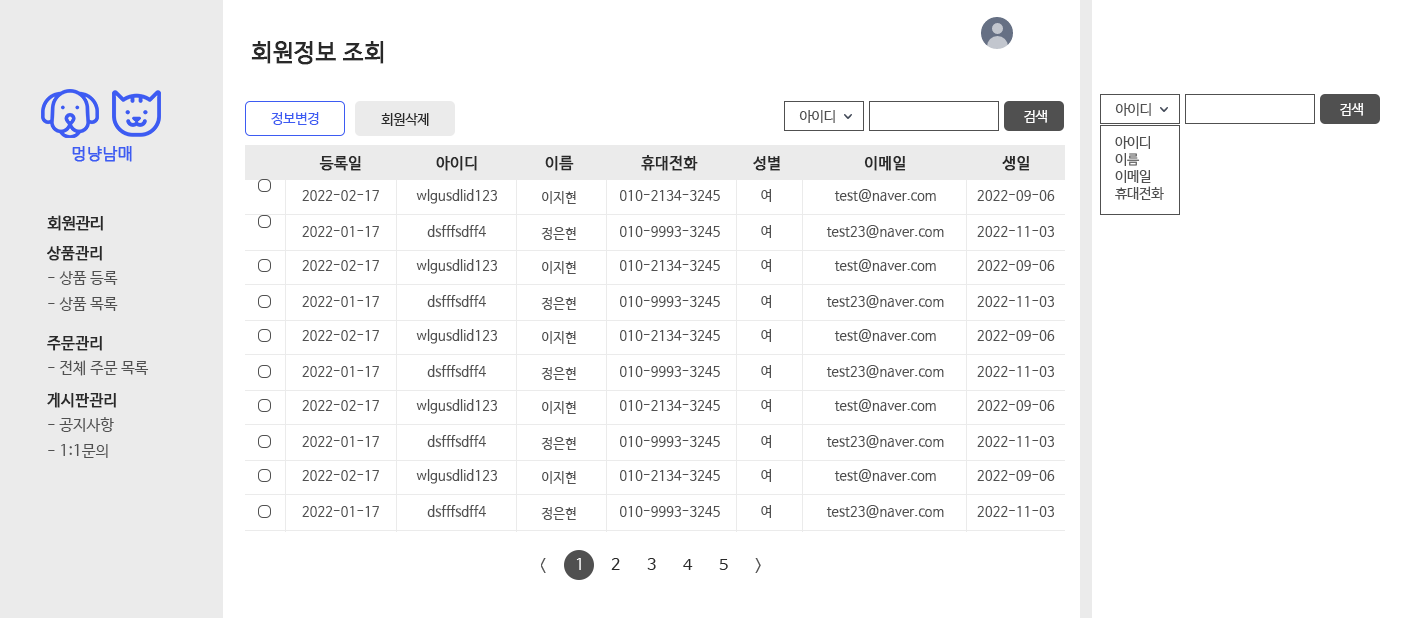 멍냥남매
회원관리
상품관리
- 상품 등록
- 상품 목록
주문관리
- 전체 주문 목록
게시판관리
- 공지사항
- 1:1문의
회원정보 조회
정보변경 회원삭제 아이디 검색
등록일 아이디 이름 휴대전화 성별 이메일 생일
2022-02-17 wlgusdlid123 이지현 010-2134-3245 여 test@naver.com 2022-09-06
2022-01-17 dsfffsdff4 정은현 010-9993-3245 여 test23@naver.com 2022-11-03
2022-02-17 wlgusdlid123 이지현 010-2134-3245 여 test@naver.com 2022-09-06
2022-01-17 dsfffsdff4 정은현 010-9993-3245 여 test23@naver.com 2022-11-03
2022-02-17 wlgusdlid123 이지현 010-2134-3245 여 test@naver.com 2022-09-06
2022-01-17 dsfffsdff4 정은현 010-9993-3245 여 test23@naver.com 2022-11-03
2022-02-17 wlgusdlid123 이지현 010-2134-3245 여 test@naver.com 2022-09-06
2022-01-17 dsfffsdff4 정은현 010-9993-3245 여 test23@naver.com 2022-11-03
2022-02-17 wlgusdlid123 이지현 010-2134-3245 여 test@naver.com 2022-09-06
2022-01-17 dsfffsdff4 정은현 010-9993-3245 여 test23@naver.com 2022-11-03
〈 1 2 3 4 5 〉
아이디 검색
아이디
이름
이메일
휴대전화